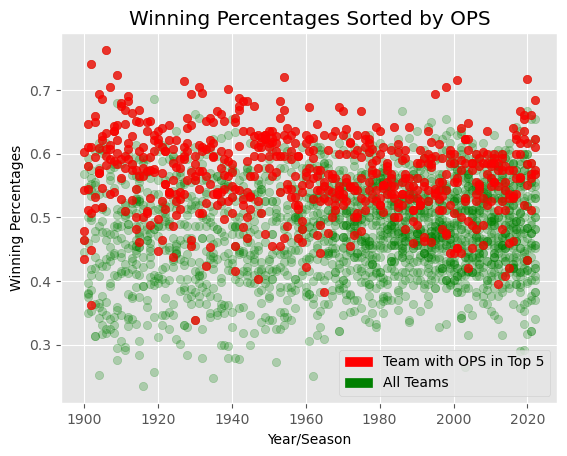 Winning Percentages Sorted by OPS
Winning Percentages
0.7
0.6
0.5
0.4
0.3
1900 1920 1940 1960 1980 2000 2020
Year/Season
Team with OPS in Top 5
All Teams